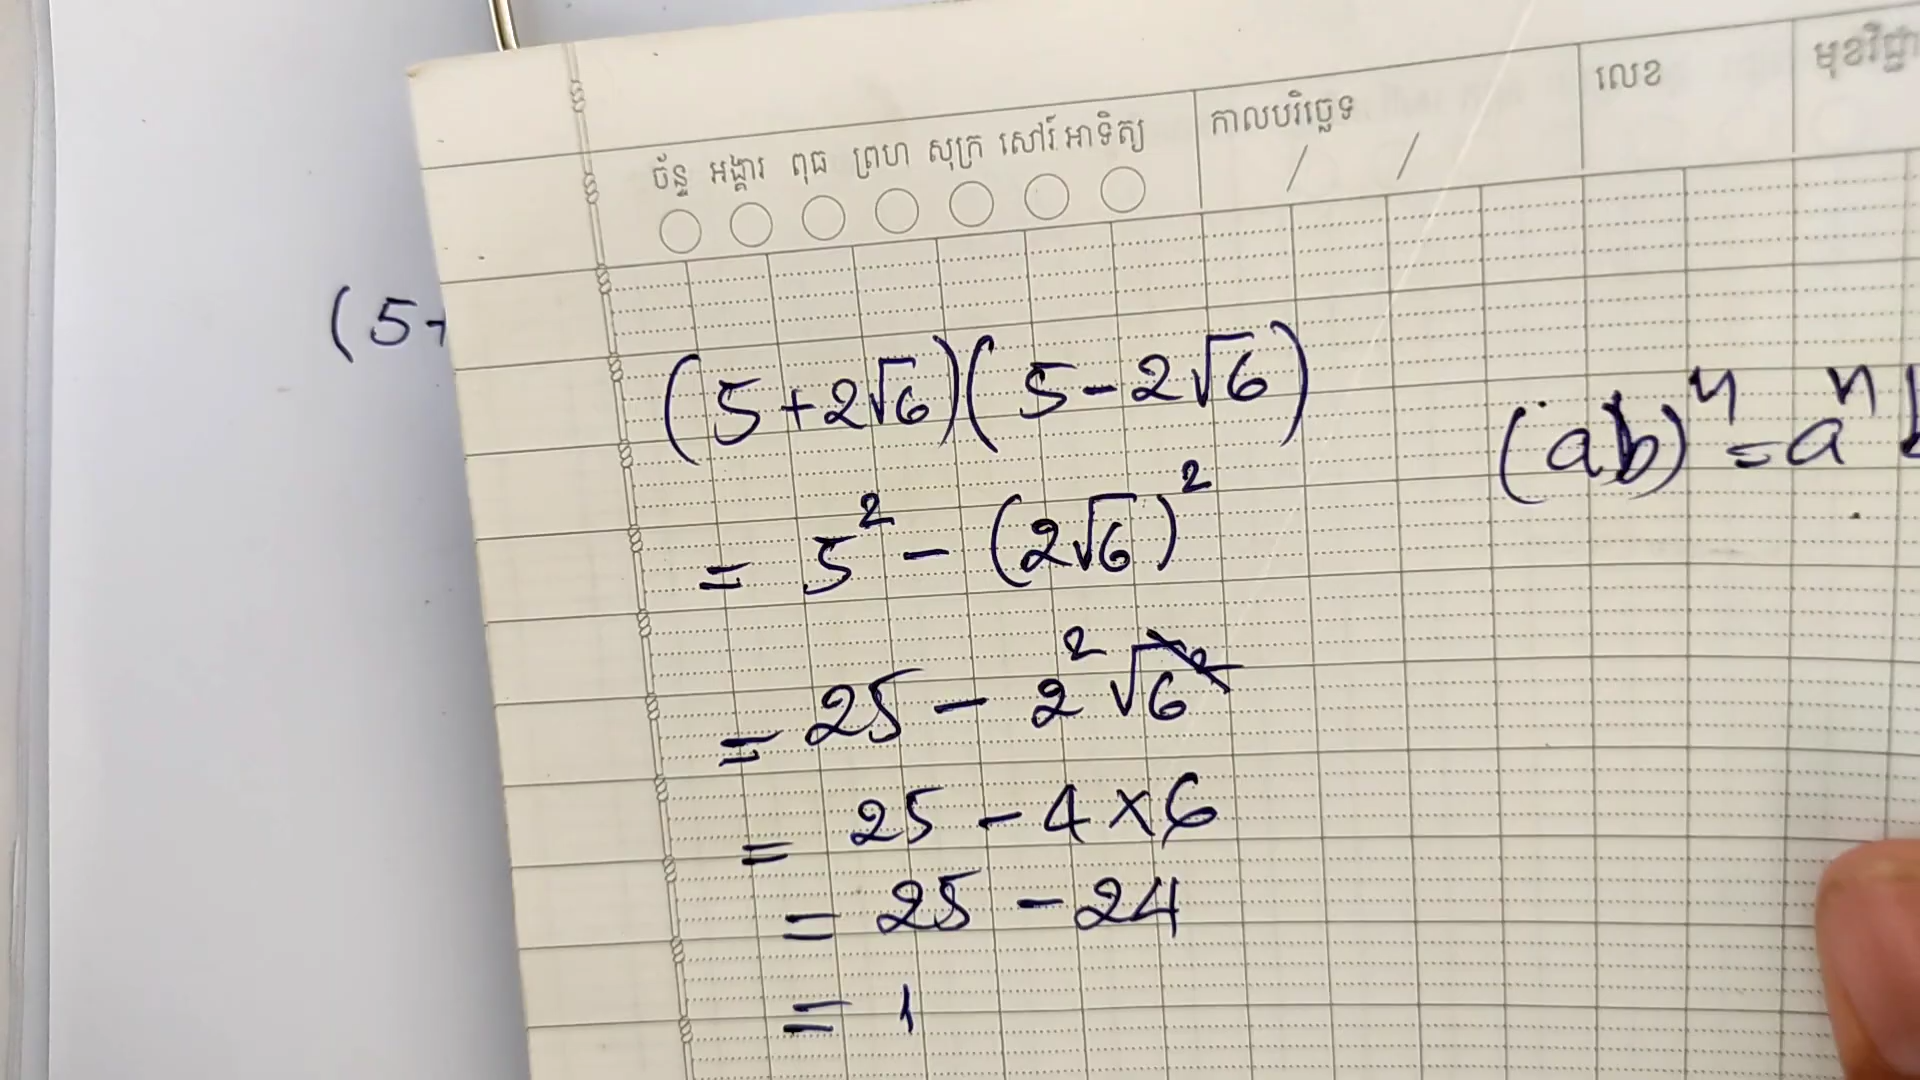 ច័ន្ទ អង្គារ ពុធ ព្រហ សុក្រ សៅរ៍ អាទិត្យ
កាលបរិច្ឆេទ
/ /
លេខ
(5+
(5+2√6)(5-2√6)
(ab)ⁿ=aⁿ
= 5² - (2√6)²
= 25 - 2²√6²
= 25 - 4×6
= 25 - 24
= 1